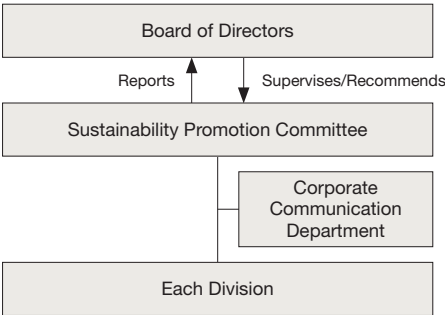 Board of Directors
Reports
Supervises/Recommends
Sustainability Promotion Committee
Corporate
Communication
Department
Each Division